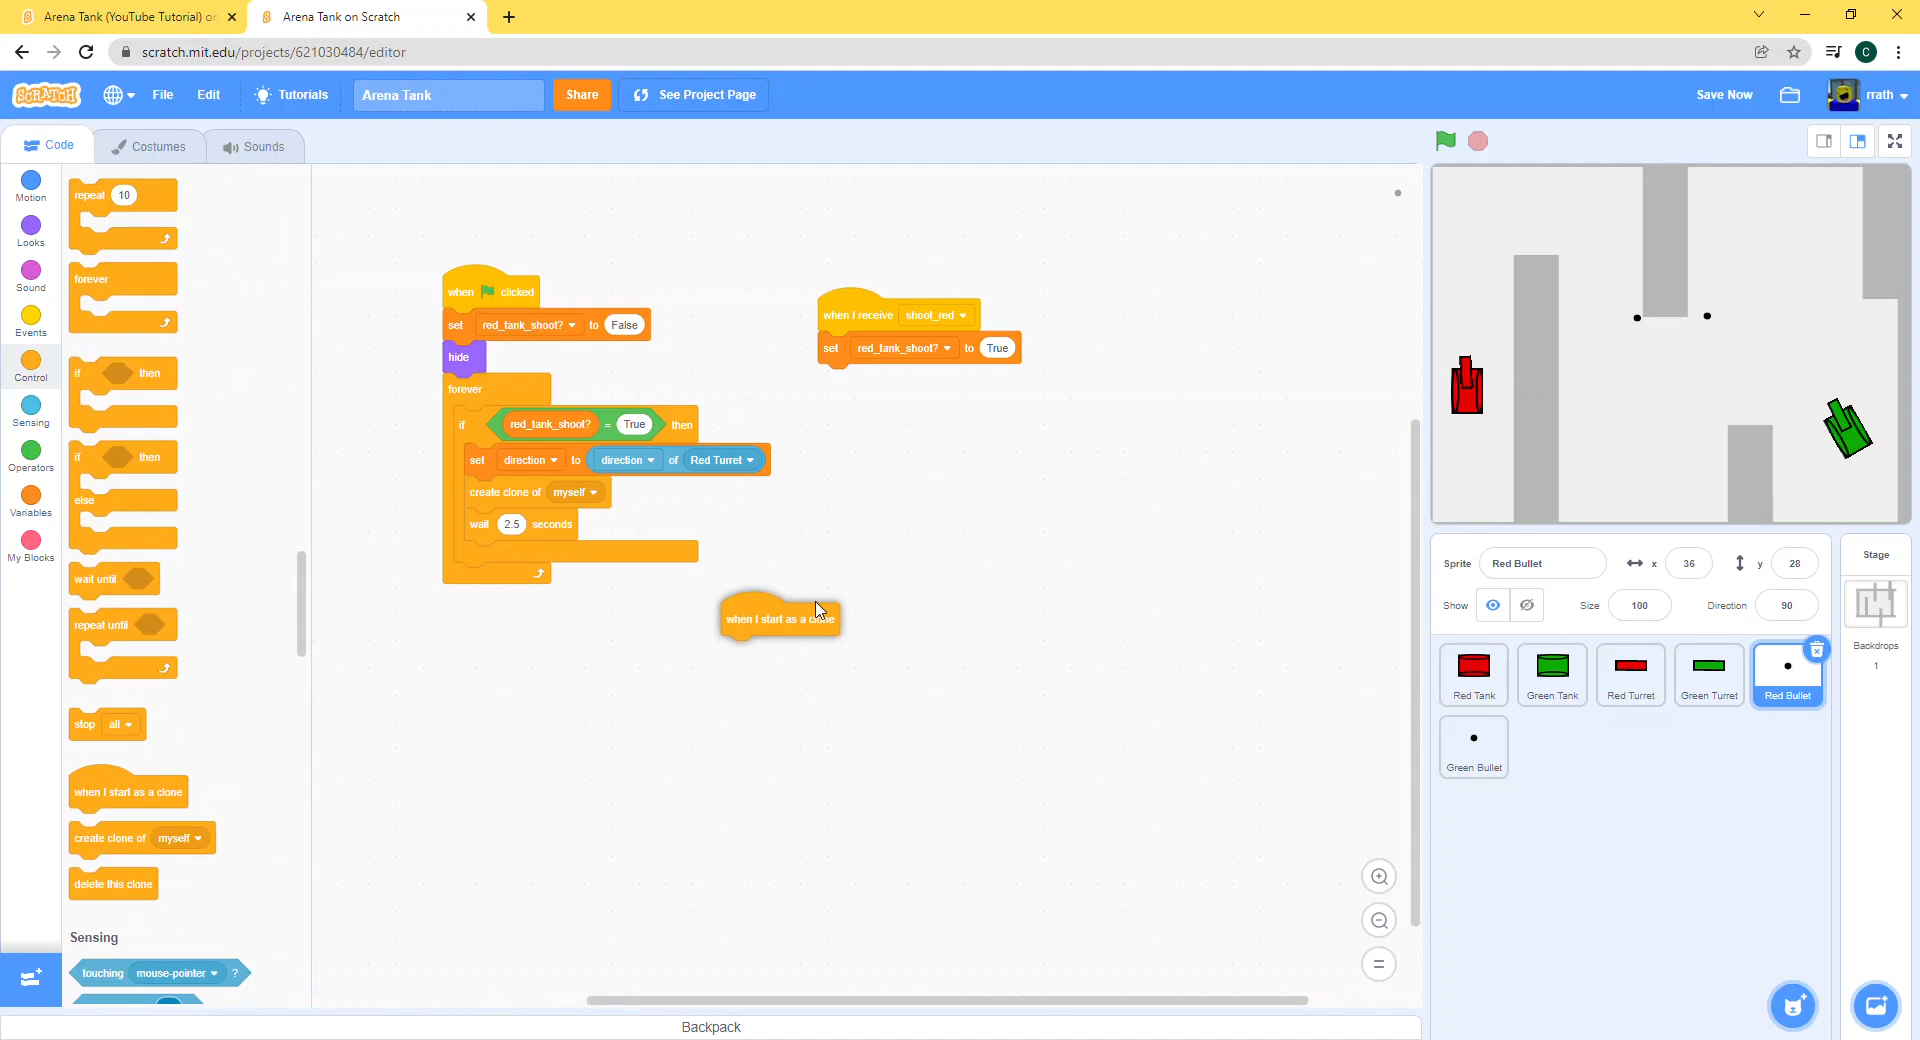 Arena Tank (YouTube Tutorial) on
Arena Tank on Scratch
scratch.mit.edu/projects/621030484/editor
C
SCRATCH
File
Edit
Tutorials
Arena Tank
Share
See Project Page
Save Now
rrath
Code
Costumes
Sounds
Motion
Looks
Sound
Events
Control
Sensing
Operators
Variables
My Blocks
repeat 10
forever
if then
if then
else
wait until
repeat until
stop all
when I start as a clone
create clone of myself
delete this clone
Sensing
touching mouse-pointer ?
when clicked
set red_tank_shoot? to False
hide
forever
if red_tank_shoot? = True then
set direction to direction of Red Turret
create clone of myself
wait 2.5 seconds
when I receive shoot_red
set red_tank_shoot? to True
when I start as a clone
Backpack
Sprite Red Bullet x 36 y 28
Show Size 100 Direction 90
Red Tank
Green Tank
Red Turret
Green Turret
Red Bullet
Green Bullet
Stage
Backdrops
1